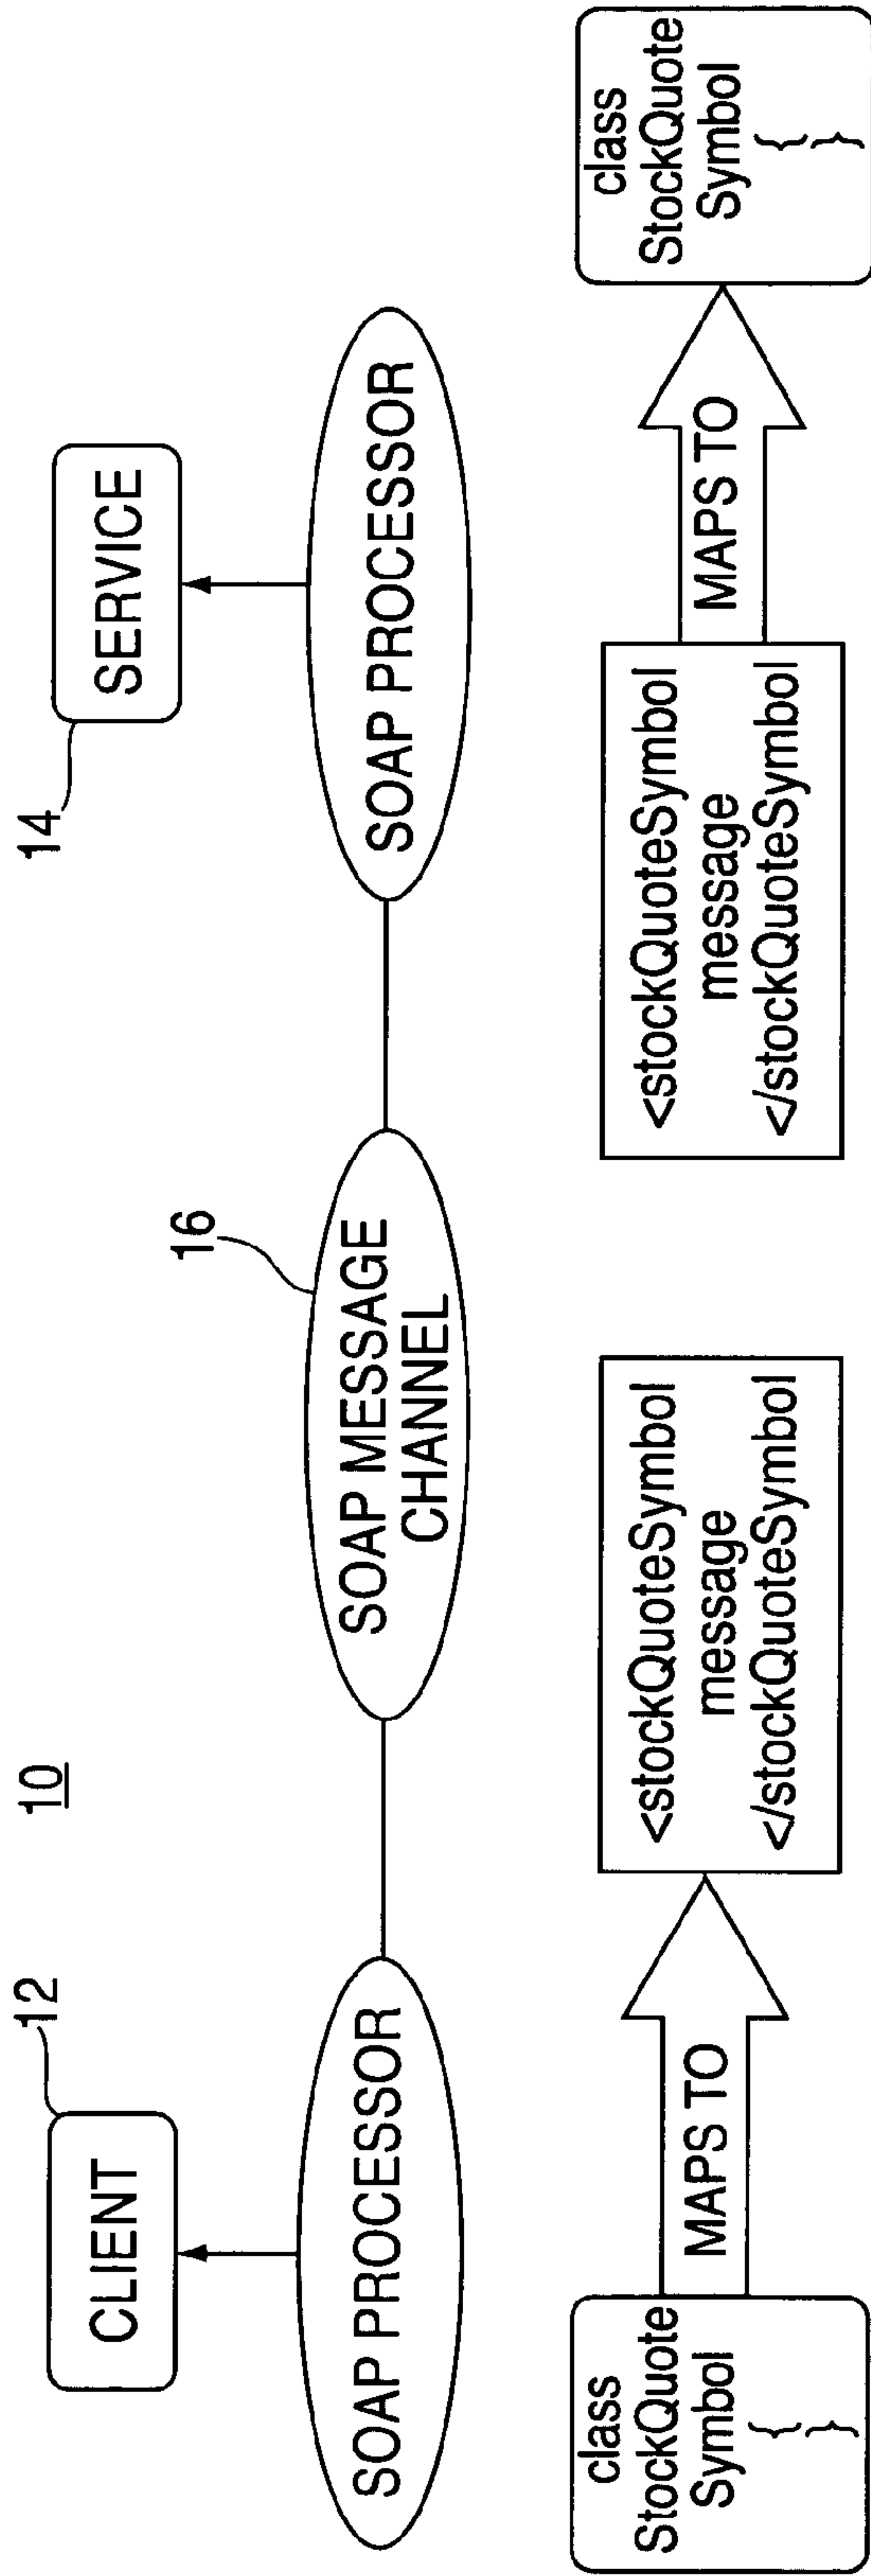 10
12
CLIENT
14
SERVICE
SOAP PROCESSOR
16
SOAP MESSAGE
CHANNEL
SOAP PROCESSOR
class
StockQuote
Symbol
{
}
MAPS TO
<stockQuoteSymbol
message
</stockQuoteSymbol
<stockQuoteSymbol
message
</stockQuoteSymbol
MAPS TO
class
StockQuote
Symbol
{
}